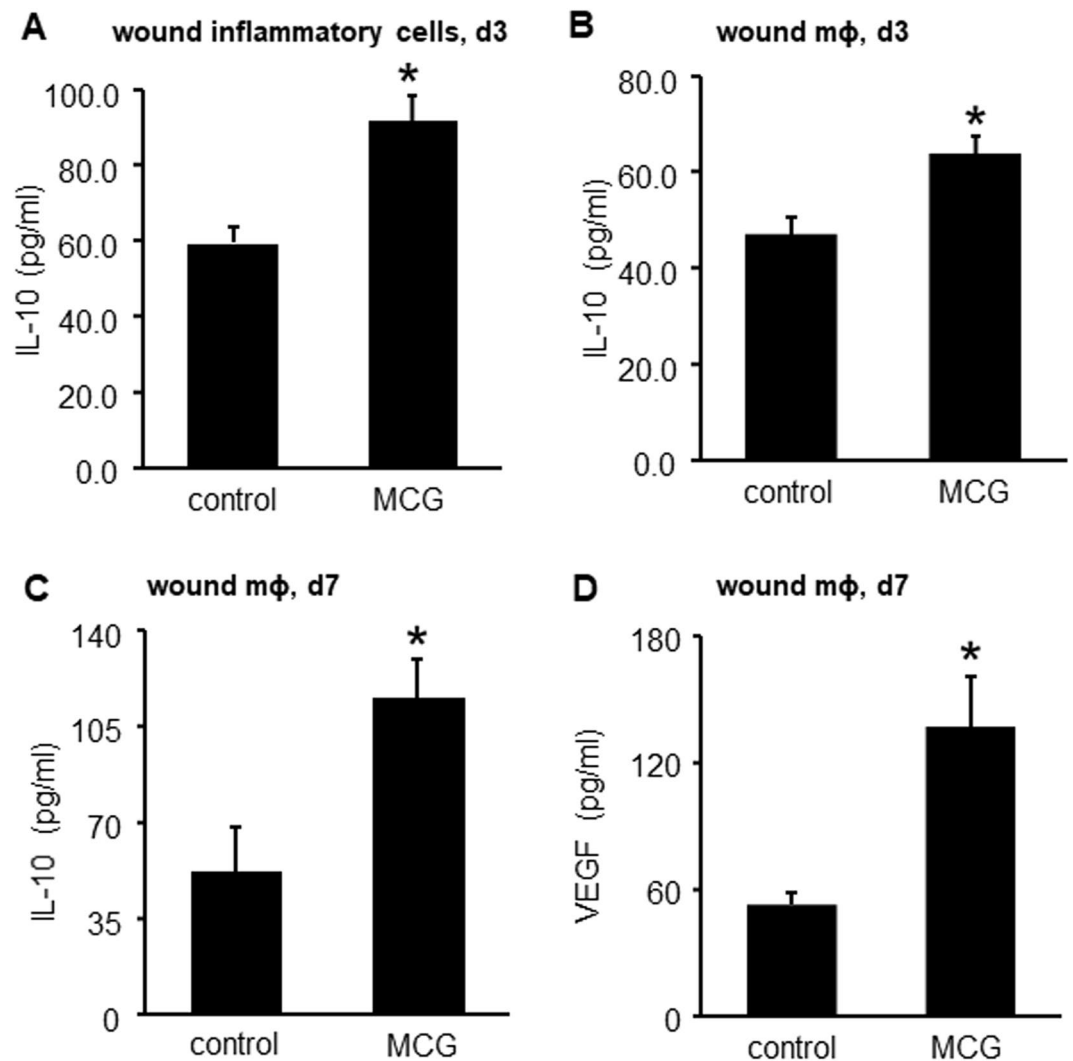 A wound inflammatory cells, d3
*
100.0
80.0
60.0
40.0
20.0
0.0
IL-10 (pg/ml)
control MCG
B wound mφ, d3
*
80.0
60.0
40.0
20.0
0.0
IL-10 (pg/ml)
control MCG
C wound mφ, d7
*
140
105
70
35
0
IL-10 (pg/ml)
control MCG
D wound mφ, d7
*
180
120
60
0
VEGF (pg/ml)
control MCG